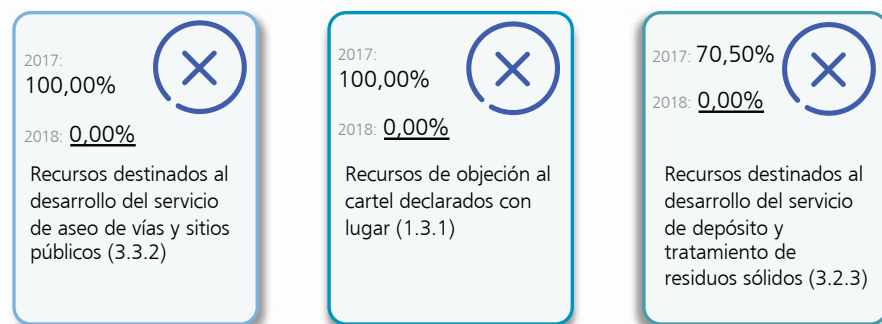 2017:
100,00%
2018: 0,00%
Recursos destinados al
desarrollo del servicio
de aseo de vías y sitios
públicos (3.3.2)
2017:
100,00%
2018: 0,00%
Recursos de objeción al
cartel declarados con
lugar (1.3.1)
2017: 70,50%
2018: 0,00%
Recursos destinados al
desarrollo del servicio
de depósito y
tratamiento de
residuos sólidos (3.2.3)